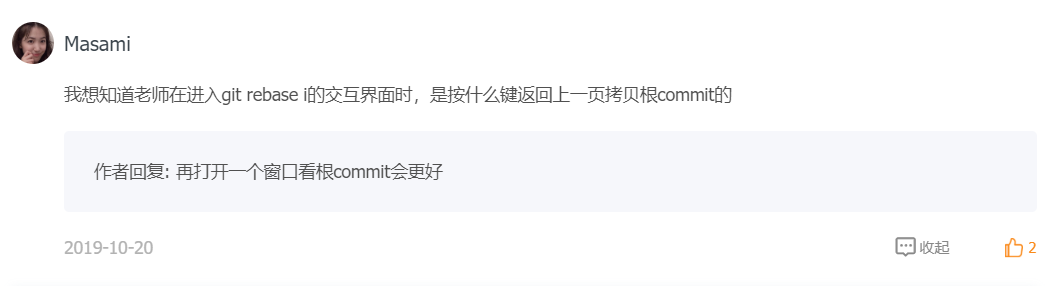 Masami
我想知道老师在进入git rebase i的交互界面时，是按什么键返回上一页拷贝根commit的
作者回复: 再打开一个窗口看根commit会更好
2019-10-20
收起
2